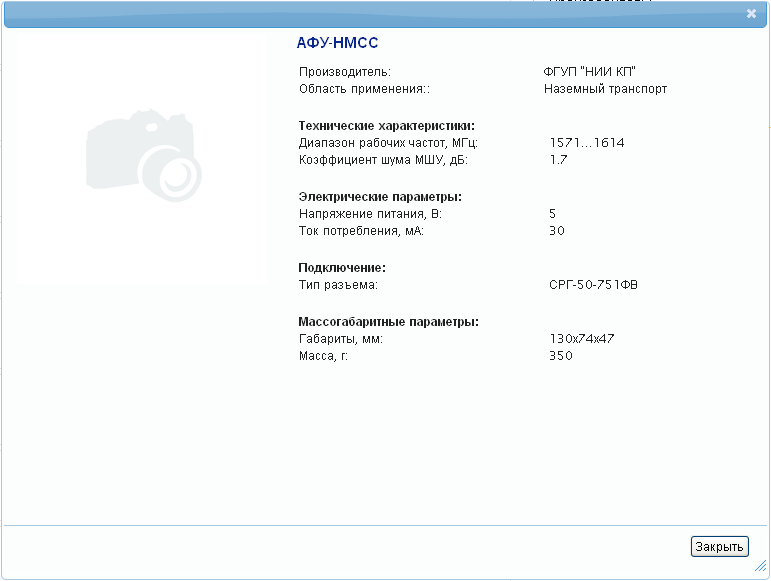 АФУ-НМСС
Производитель: ФГУП "НИИ КП"
Область применения:: Наземный транспорт
Технические характеристики:
Диапазон рабочих частот, МГц: 1571...1614
Коэффициент шума МШУ, дБ: 1.7
Электрические параметры:
Напряжение питания, В: 5
Ток потребления, мА: 30
Подключение:
Тип разъема: СРГ-50-751ФВ
Массогабаритные параметры:
Габариты, мм: 130x74x47
Масса, г: 350
Закрыть